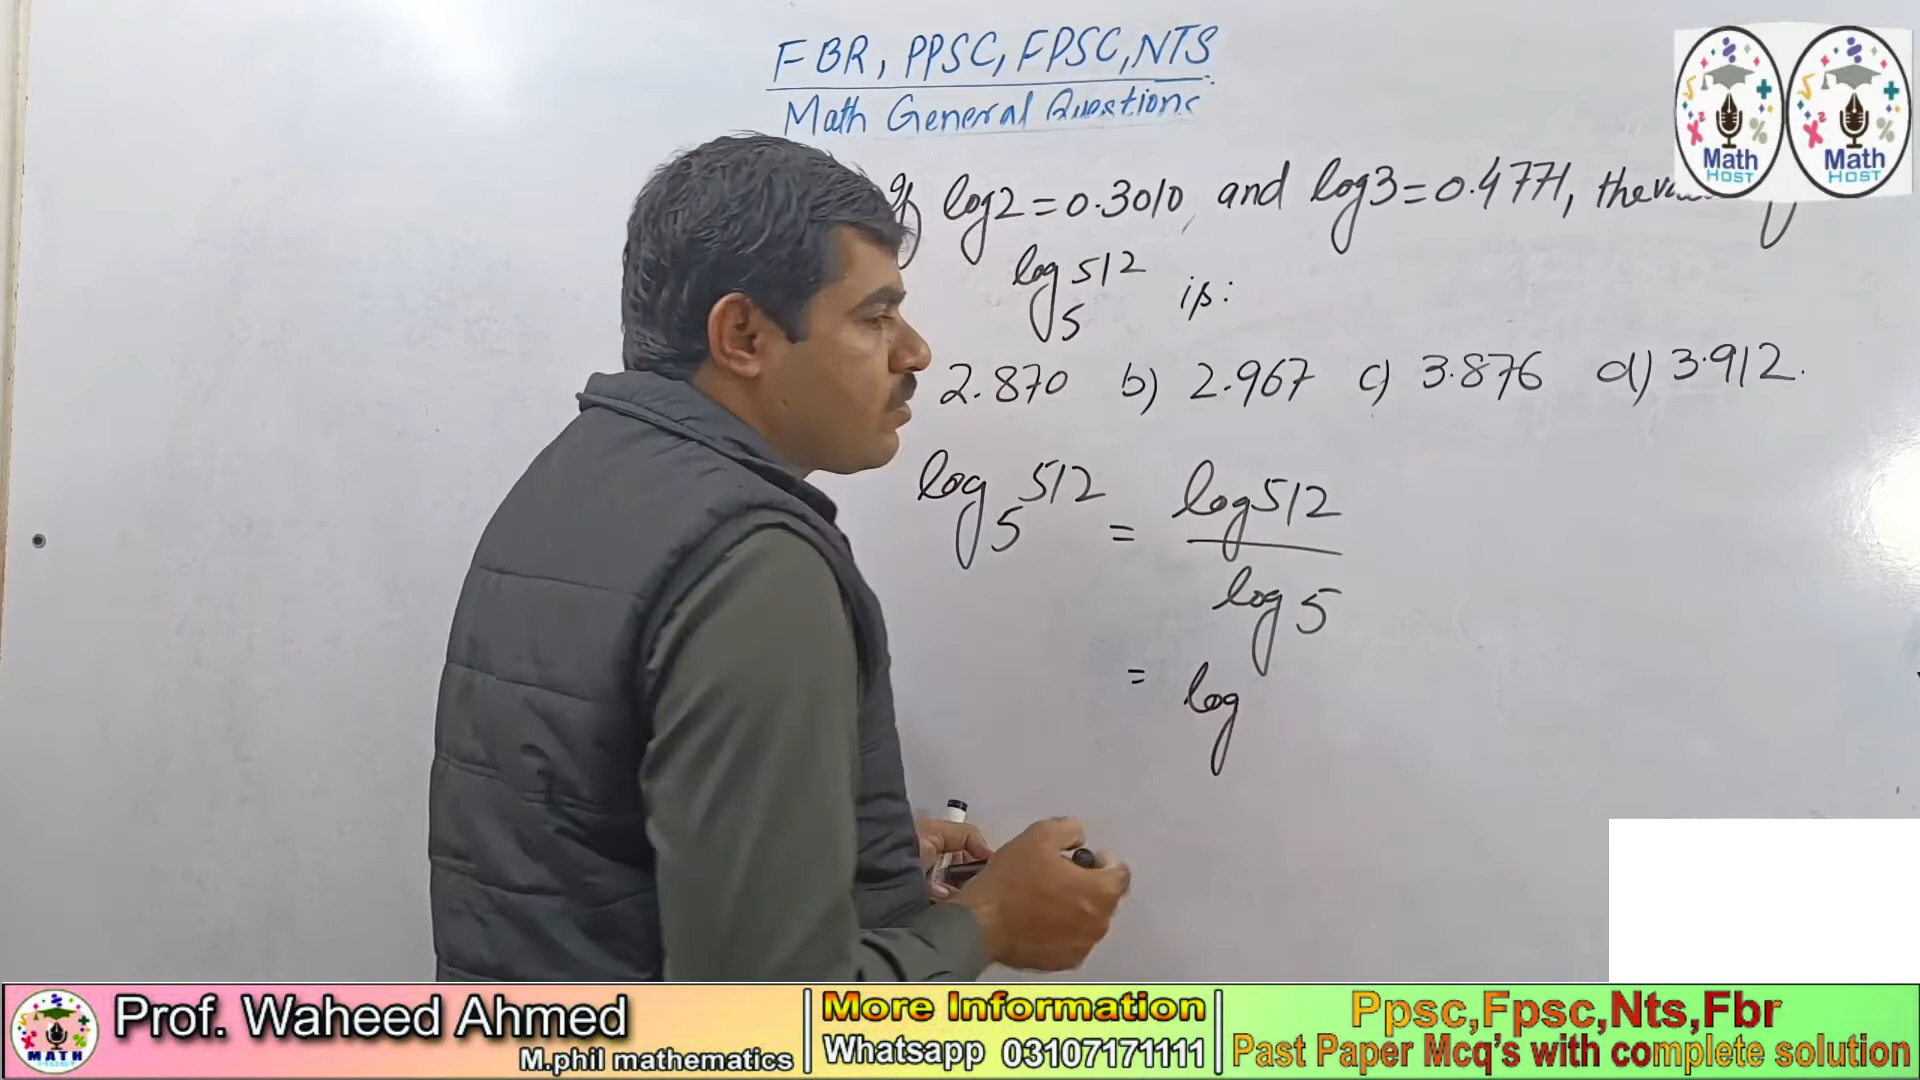 FBR, PPSC, FPSC, NTS
Math General Questions
Math HOST
Math HOST
If log2 = 0.3010 and log3 = 0.4771, the
log 512
5
is:
2.870 b) 2.967 c) 3.876 d) 3.912.
log 512
5
= log 512
log 5
= log
Prof. Waheed Ahmed
M.phil mathematics
More Information
Whatsapp 03107171111
Ppsc,Fpsc,Nts,Fbr
Past Paper Mcq's with complete solution
MATH